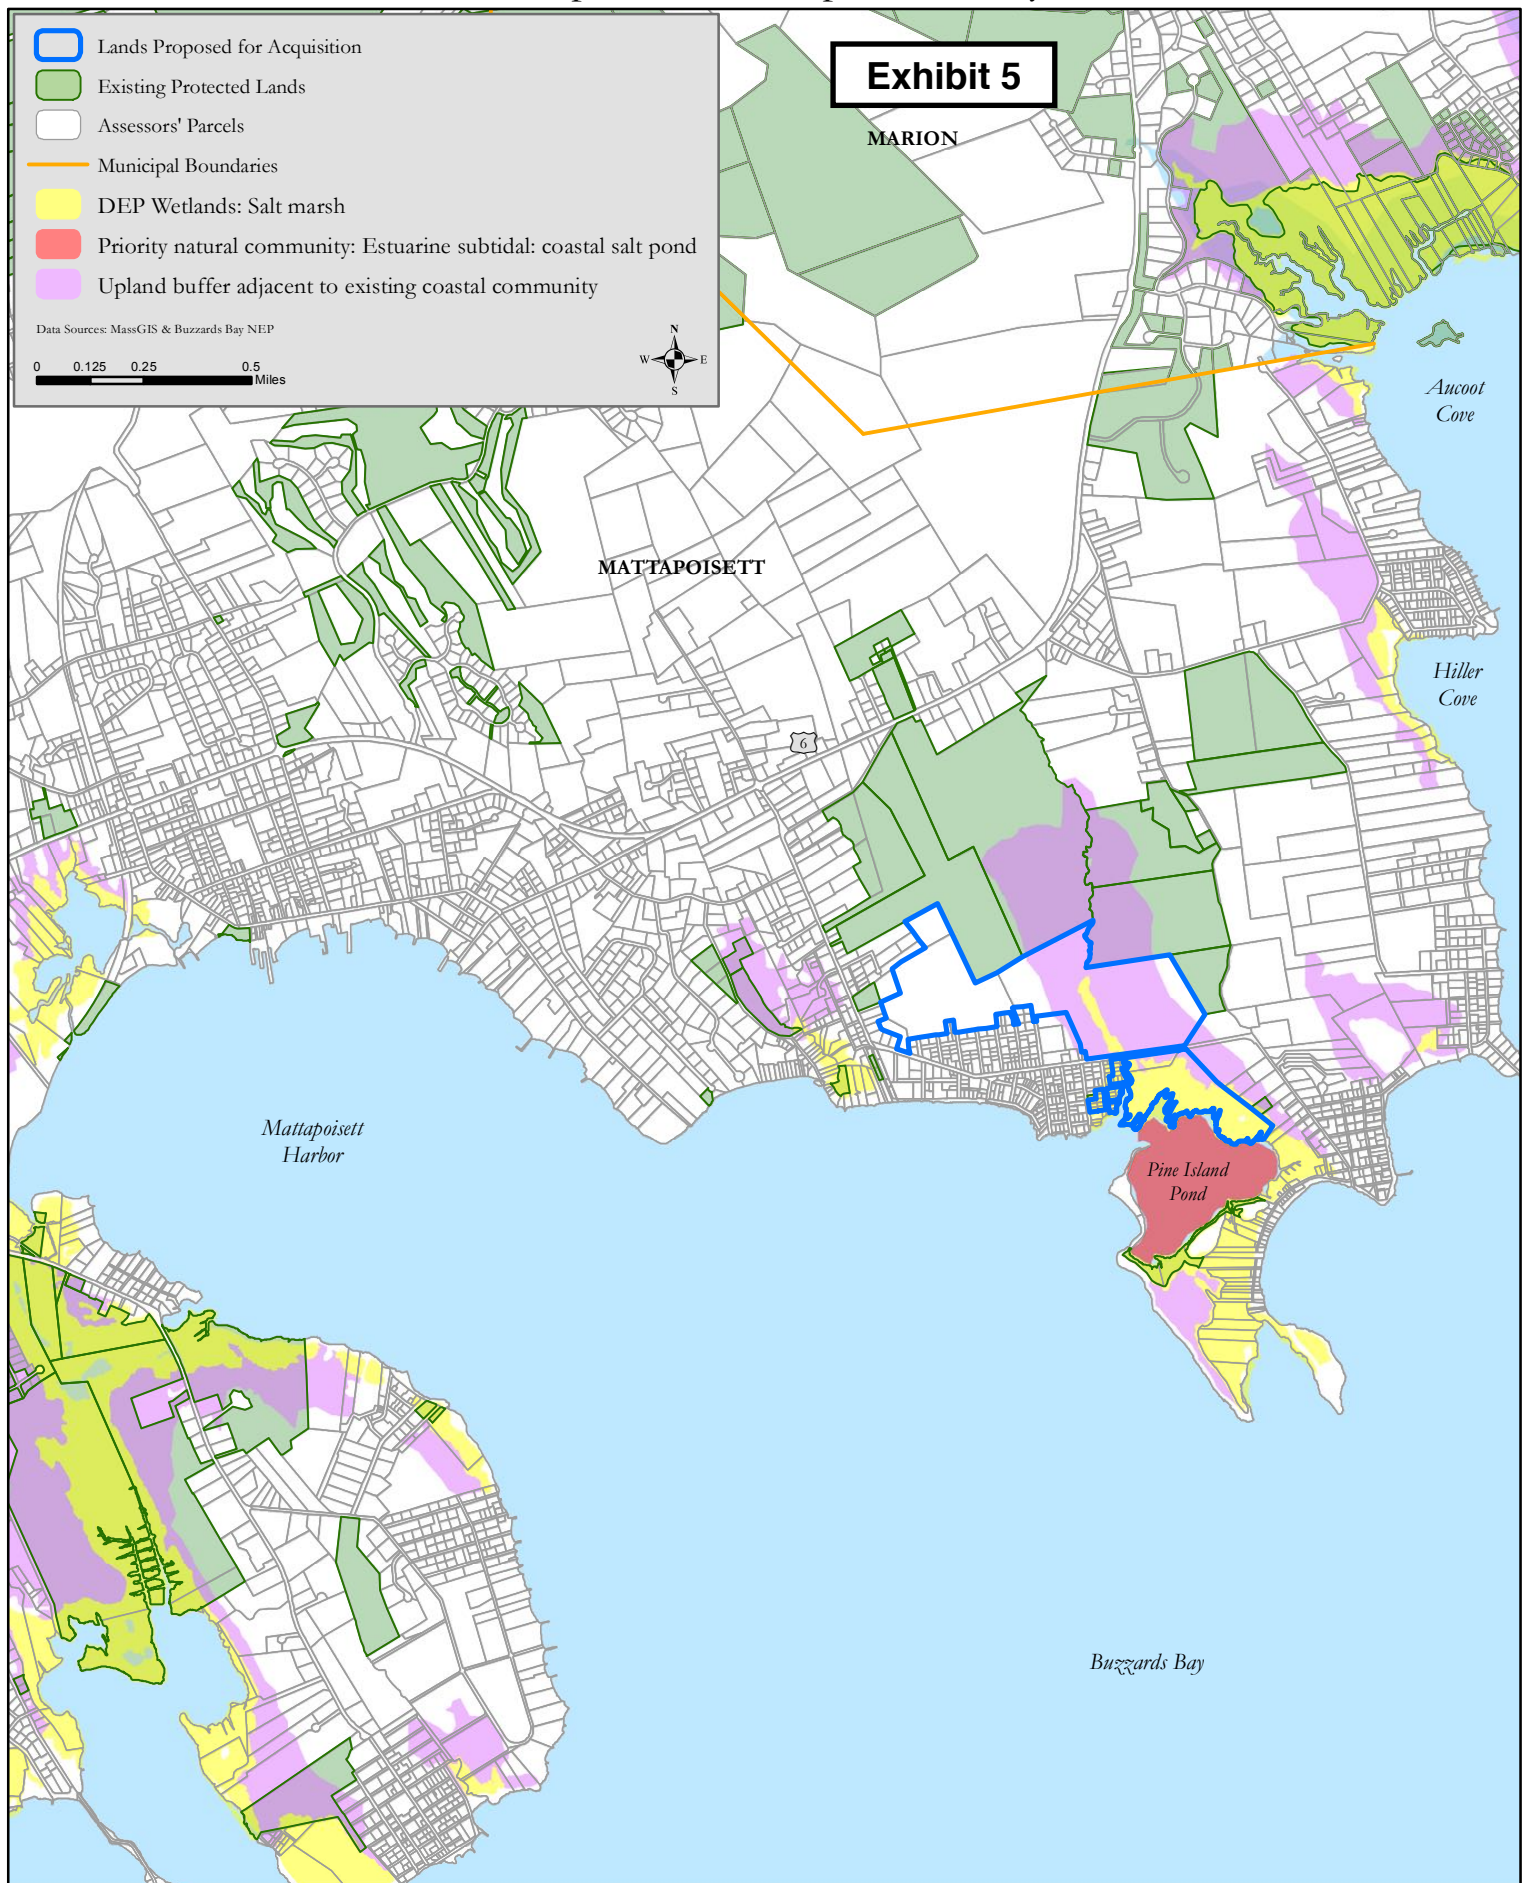 Lands Proposed for Acquisition
Existing Protected Lands
Assessors' Parcels
Municipal Boundaries
DEP Wetlands: Salt marsh
Priority natural community: Estuarine subtidal: coastal salt pond
Upland buffer adjacent to existing coastal community
Data Sources: MassGIS & Buzzards Bay NEP
N
W E
S
0 0.125 0.25 0.5
Miles
Exhibit 5
MARION
Aucoot
Cove
MATTAPOISETT
Hiller
Cove
6
Mattapoisett
Harbor
Pine Island
Pond
Buzzards Bay